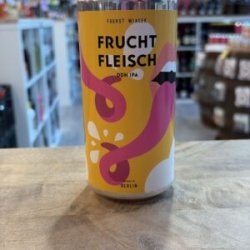 FUERST WIACEK
FRUCHT
FLEISCH
DDH IPA
BERLIN